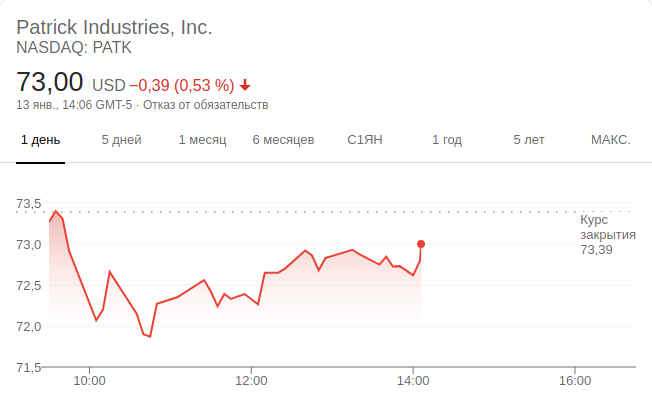 Patrick Industries, Inc.
NASDAQ: PATK
73,00 USD −0,39 (0,53 %)
13 янв., 14:06 GMT-5 · Отказ от обязательств
1 день 5 дней 1 месяц 6 месяцев С1ЯН 1 год 5 лет МАКС.
73,5
Курс
закрытия
73,39
73,0
72,5
72,0
71,5
10:00 12:00 14:00 16:00